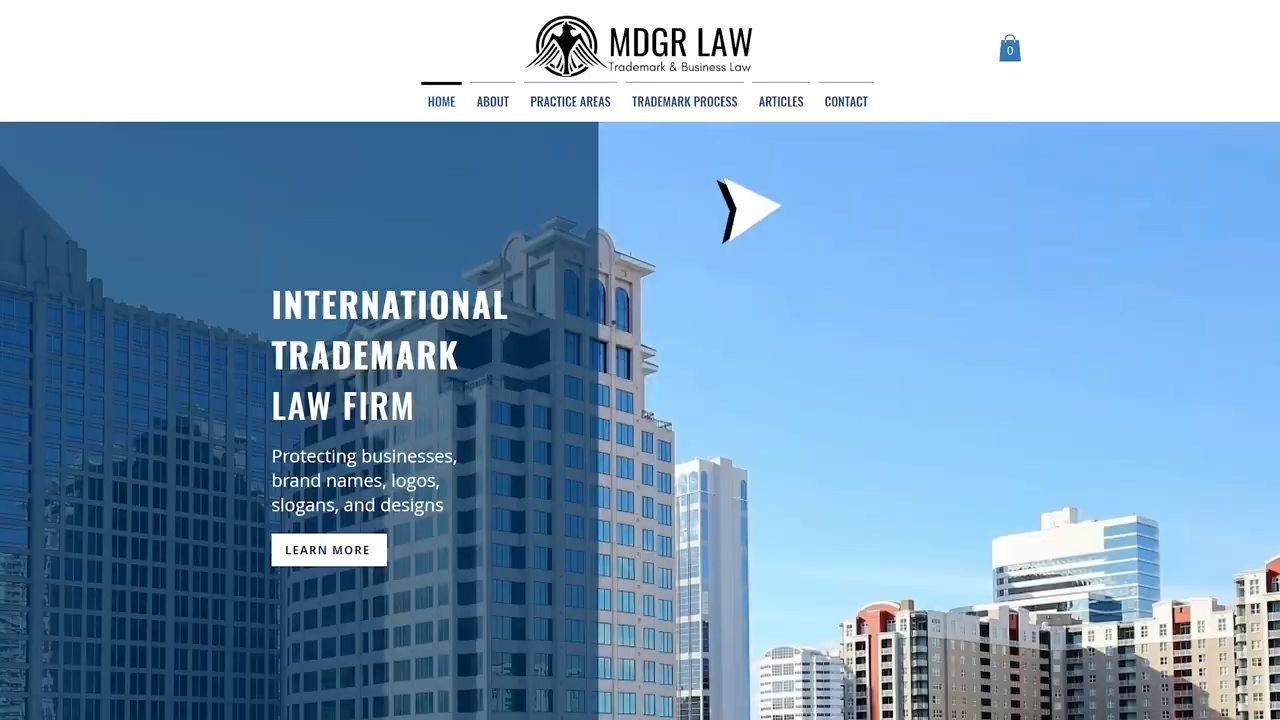 MDGR LAW
Trademark & Business Law
0
HOME ABOUT PRACTICE AREAS TRADEMARK PROCESS ARTICLES CONTACT
INTERNATIONAL
TRADEMARK
LAW FIRM
Protecting businesses,
brand names, logos,
slogans, and designs
LEARN MORE